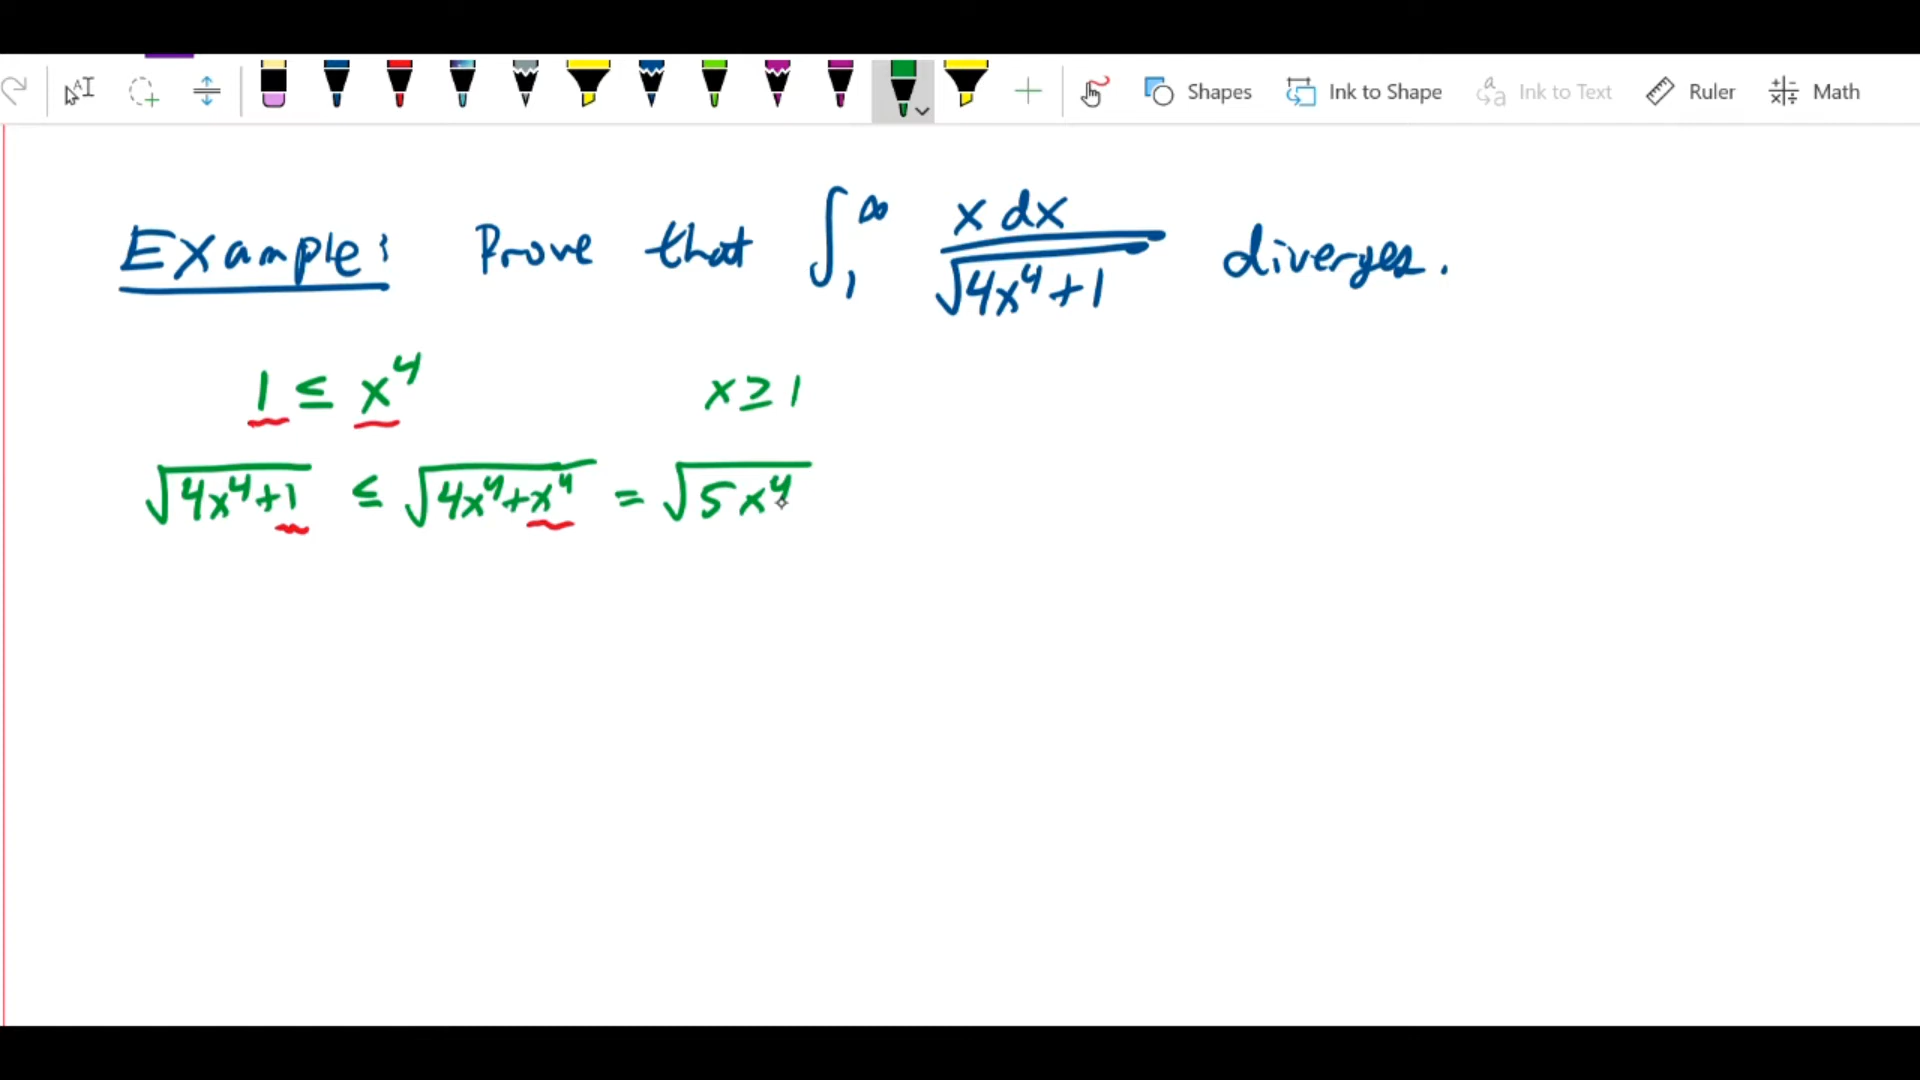 Shapes Ink to Shape Ink to Text Ruler Math
Example: Prove that ∫₁^∞ x dx / √(4x⁴+1) diverges.
1 ≤ x⁴ x ≥ 1
√(4x⁴+1) ≤ √(4x⁴+x⁴) = √(5x⁴)